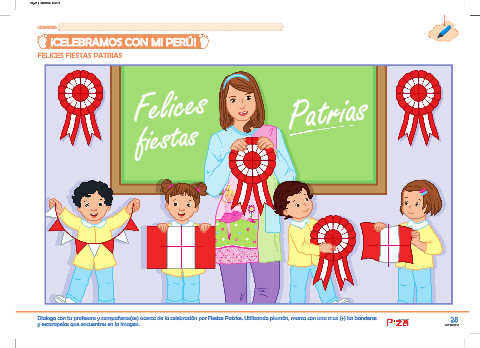 ¡CELEBRAMOS CON MI PERÚ!
FELICES FIESTAS PATRIAS
Felices
fiestas
Patrias
Dialoga con tu profesora y compañeros(as) acerca de la celebración por Fiestas Patrias. Utilizando plumón, marca con una cruz (+) las banderas
y escarapelas que encuentres en la imagen.
28